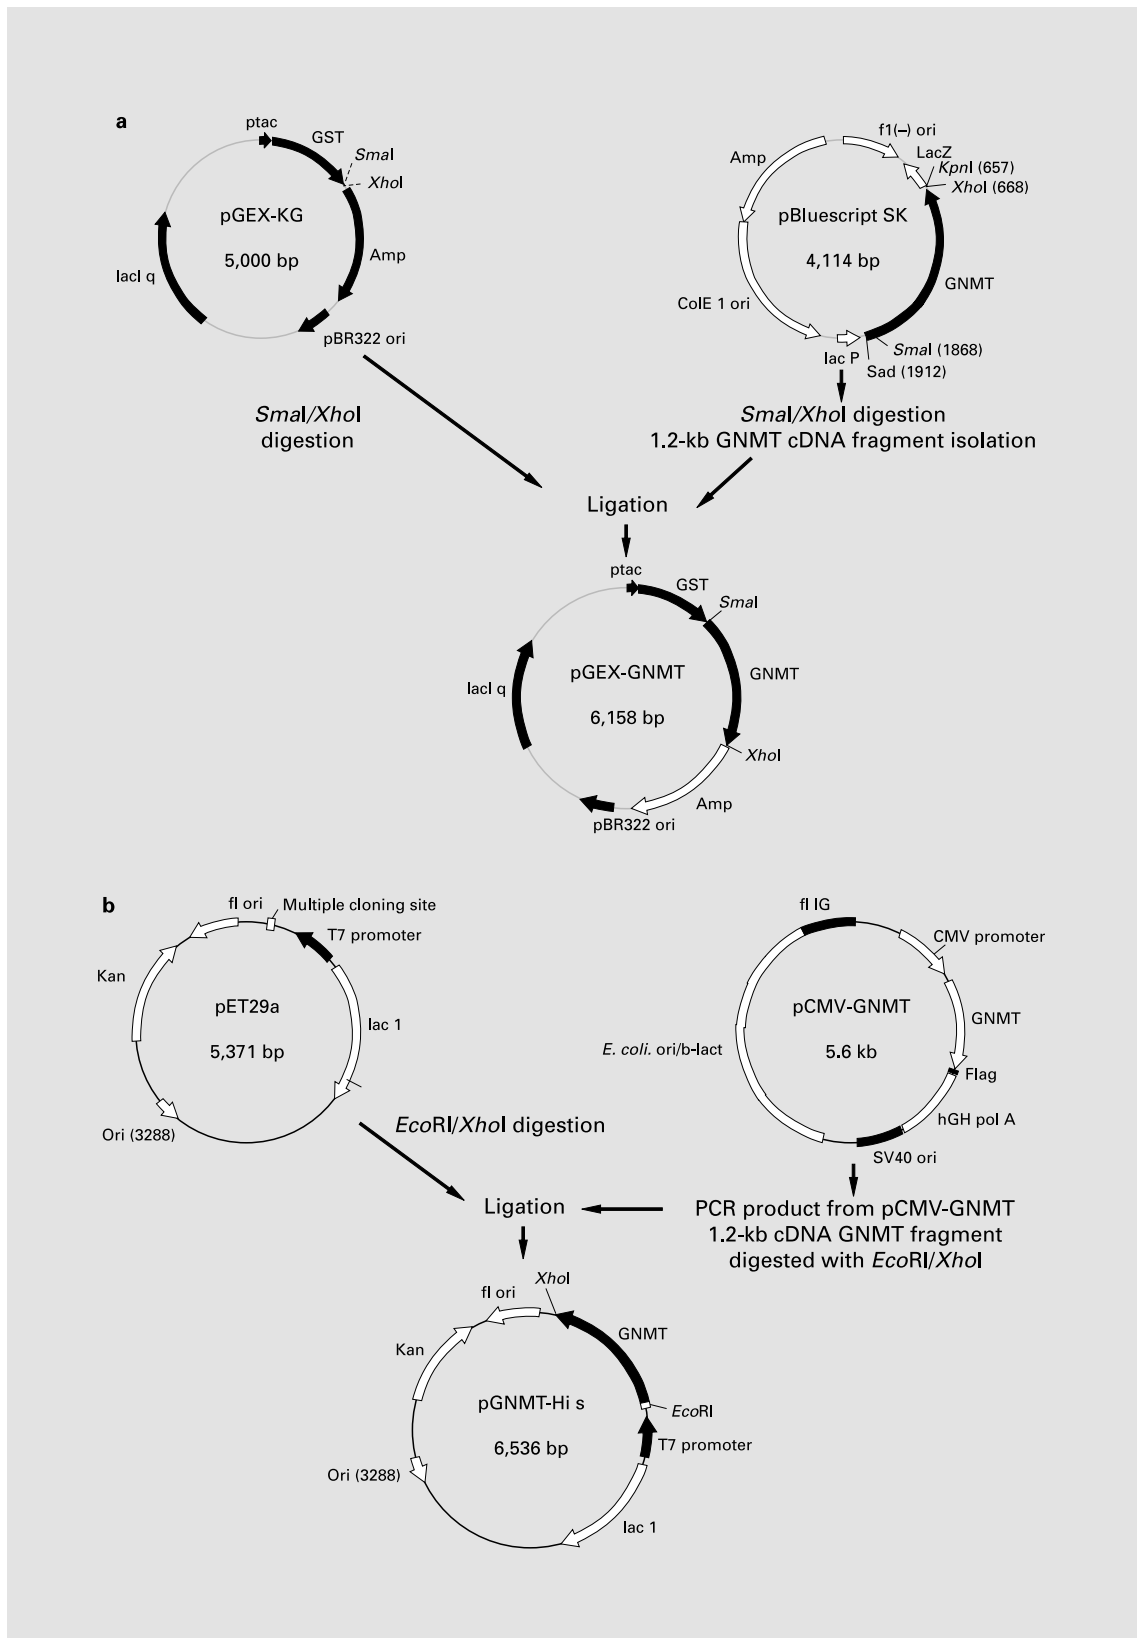 a
ptac
GST
SmaI
XhoI
pGEX-KG
5,000 bp
Amp
lacI q
pBR322 ori
f1(–) ori
Amp
LacZ
KpnI (657)
XhoI (668)
pBluescript SK
4,114 bp
GNMT
ColE 1 ori
SmaI (1868)
lac P
Sad (1912)
SmaI/XhoI
digestion
SmaI/XhoI digestion
1.2-kb GNMT cDNA fragment isolation
Ligation
ptac
GST
SmaI
pGEX-GNMT
6,158 bp
GNMT
lacI q
XhoI
Amp
pBR322 ori
b
fl ori
Multiple cloning site
T7 promoter
Kan
pET29a
5,371 bp
lac 1
Ori (3288)
fl IG
CMV promoter
pCMV-GNMT
5.6 kb
GNMT
E. coli. ori/b-lact
Flag
hGH pol A
SV40 ori
EcoRI/XhoI digestion
Ligation
PCR product from pCMV-GNMT
1.2-kb cDNA GNMT fragment
digested with EcoRI/XhoI
XhoI
fl ori
GNMT
Kan
pGNMT-Hi s
6,536 bp
EcoRI
T7 promoter
Ori (3288)
lac 1